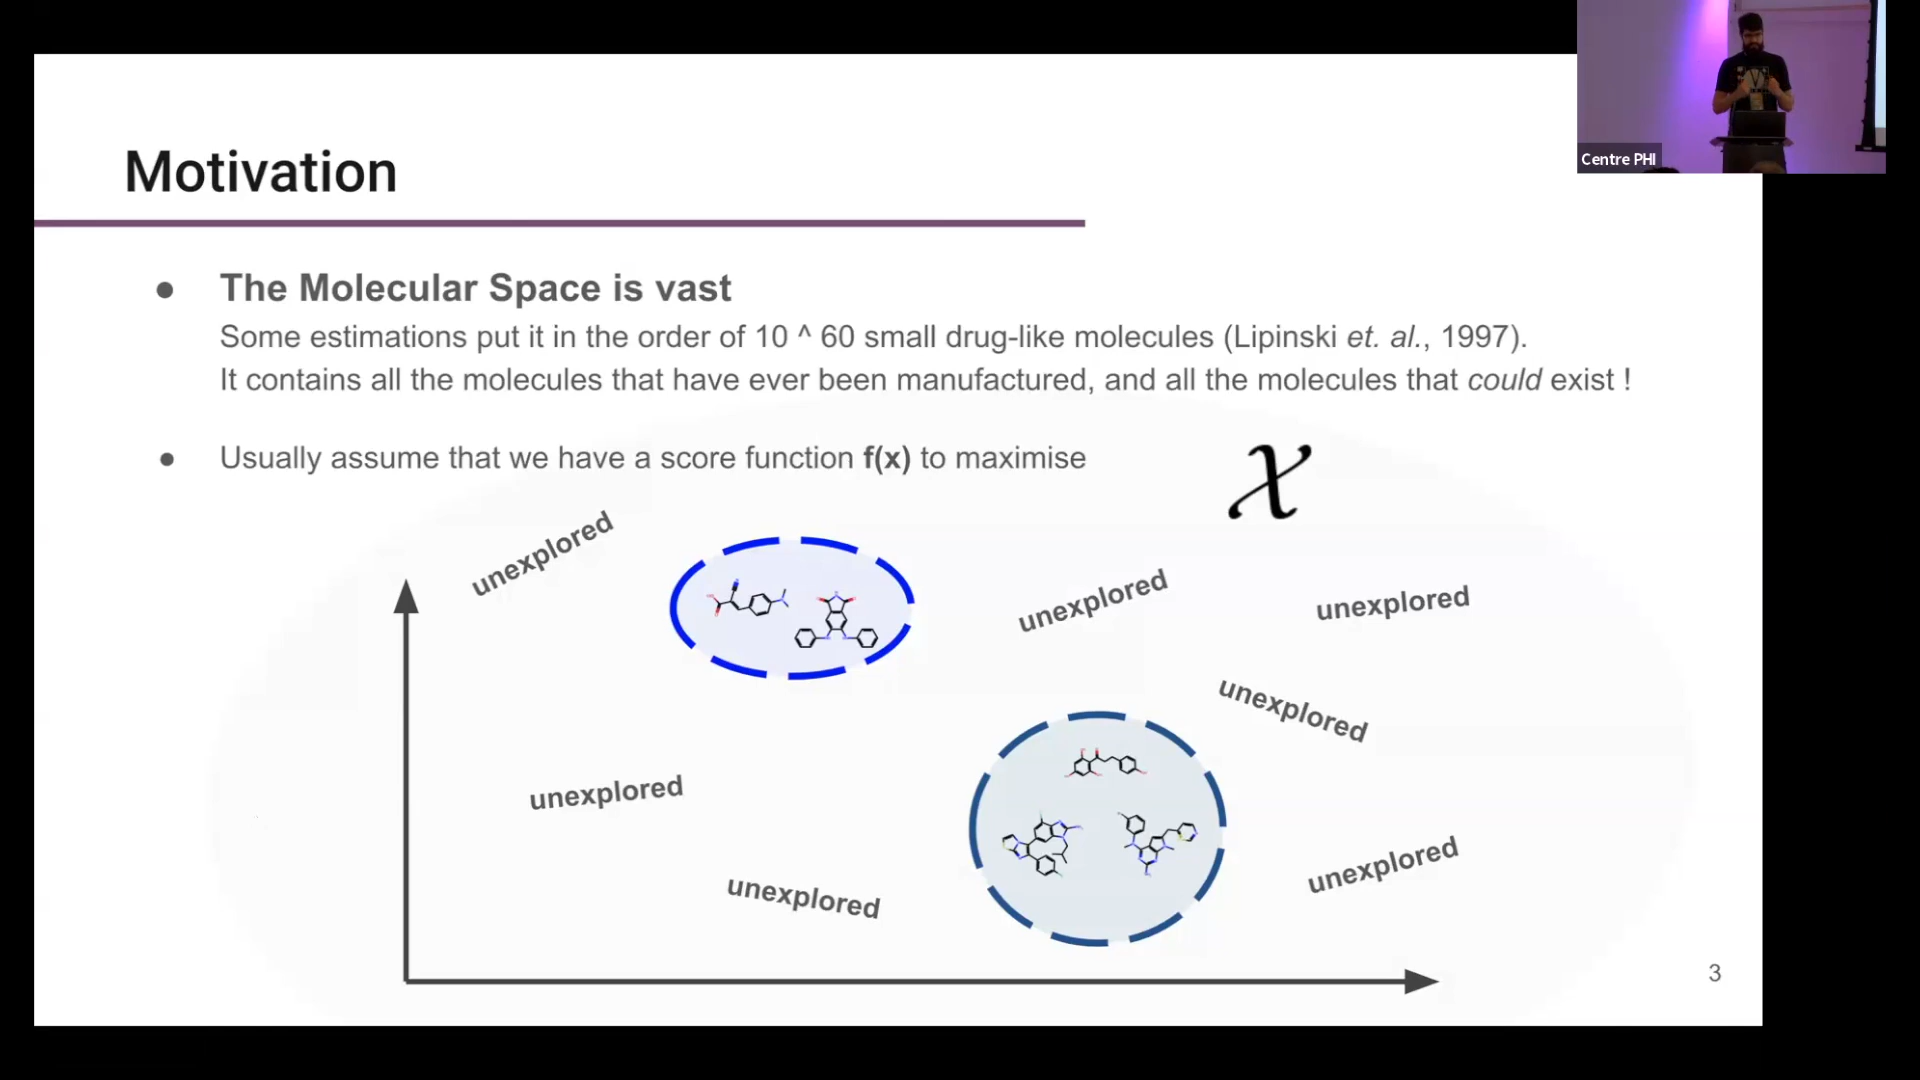 Centre PHI
Motivation
● The Molecular Space is vast
Some estimations put it in the order of 10 ^ 60 small drug-like molecules (Lipinski et. al., 1997).
It contains all the molecules that have ever been manufactured, and all the molecules that could exist !
● Usually assume that we have a score function f(x) to maximise
𝒳
unexplored
unexplored
unexplored
unexplored
unexplored
unexplored
unexplored
3